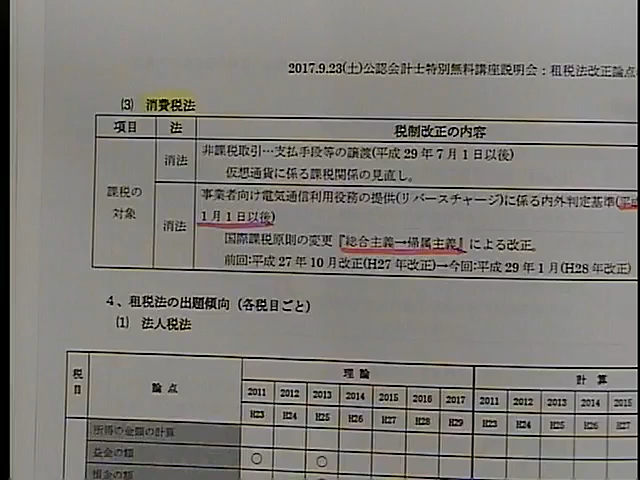 2017.9.23(土)公認会計士特別無料講座説明会：租税法改正論点
(3) 消費税法
項目 法 税制改正の内容
課税の対象
消法 非課税取引…支払手段等の譲渡(平成29年7月1日以後)
仮想通貨に係る課税関係の見直し。
消法 事業者向け電気通信利用役務の提供(リバースチャージ)に係る内外判定基準(平成
1月1日以後)
国際課税原則の変更『総合主義→帰属主義』による改正。
前回:平成27年10月改正(H27年改正)→今回:平成29年1月(H28年改正)
4、租税法の出題傾向（各税目ごと）
(1) 法人税法
税目 論点 理論 計算
2011 2012 2013 2014 2015 2016 2017 2011 2012 2013 2014 2015
H23 H24 H25 H26 H27 H28 H29 H23 H24 H25 H26 H27
所得の金額の計算
益金の額 ○ ○
損金の額